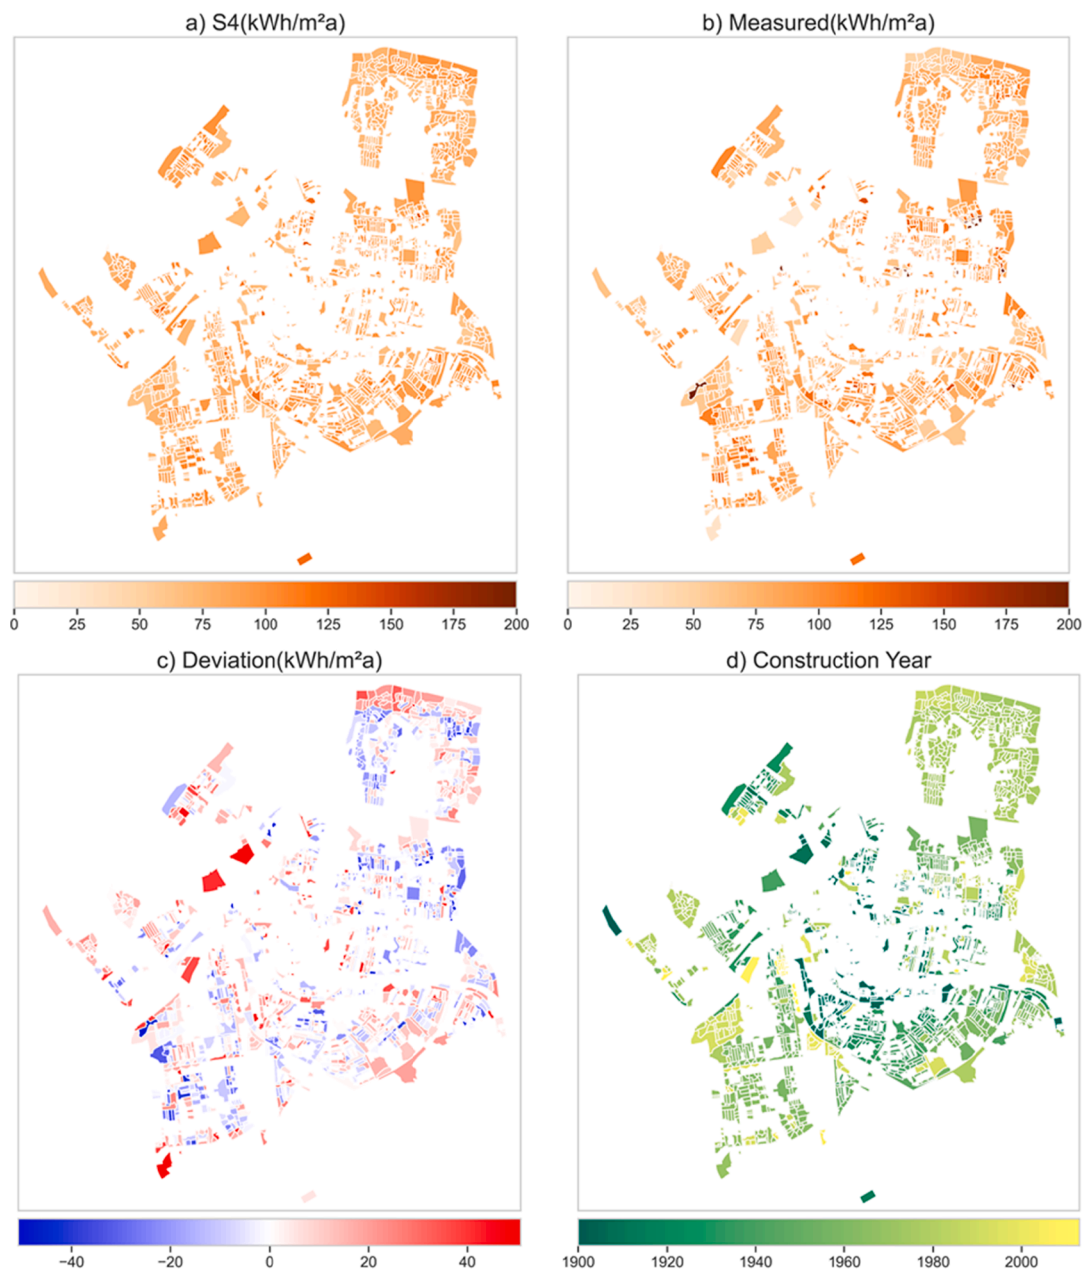 a) S4(kWh/m²a)
b) Measured(kWh/m²a)
0 25 50 75 100 125 150 175 200
0 25 50 75 100 125 150 175 200
c) Deviation(kWh/m²a)
d) Construction Year
−40 −20 0 20 40
1900 1920 1940 1960 1980 2000